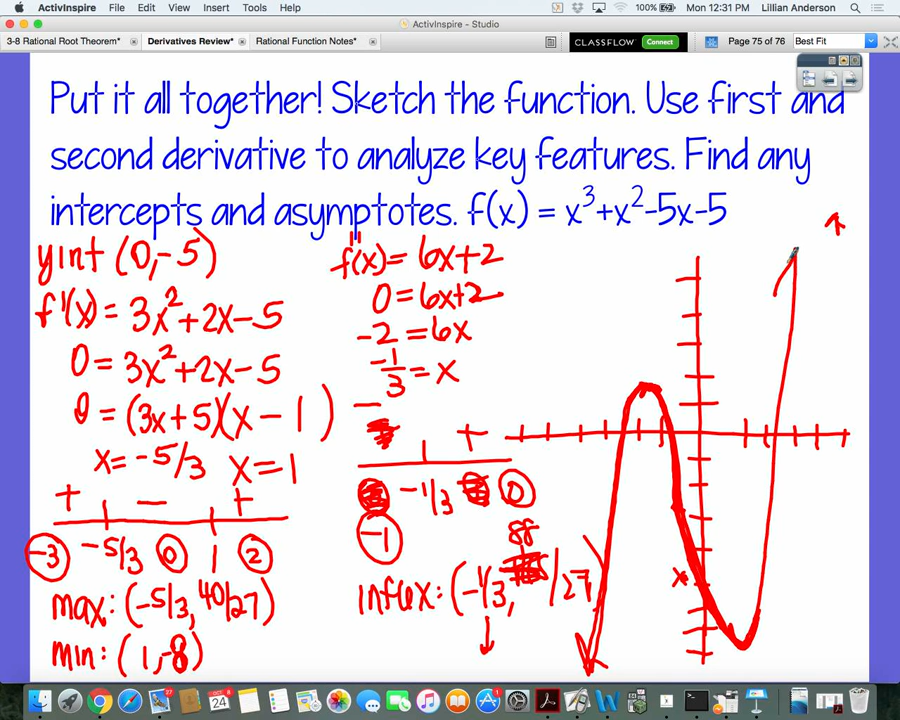 ActivInspire File Edit View Insert Tools Help 100% Mon 12:31 PM Lillian Anderson
ActivInspire - Studio
3-8 Rational Root Theorem* Derivatives Review* Rational Function Notes* CLASSFLOW Connect Page 75 of 76 Best Fit
Put it all together! Sketch the function. Use first and
second derivative to analyze key features. Find any
intercepts and asymptotes. f(x) = x³+x²-5x-5
yint (0,-5)
f'(x) = 3x²+2x-5
0 = 3x²+2x-5
0 = (3x+5)(x-1)
x=-5/3 x=1
+ - +
-3 -5/3 0 1 2
max: (-5/3, 40/27)
min: (1,-8)
f''(x) = 6x+2
0 = 6x+2
-2 = 6x
-1/3 = x
- +
-1/3 0
-1
88
inflex: (-1/3, /27)